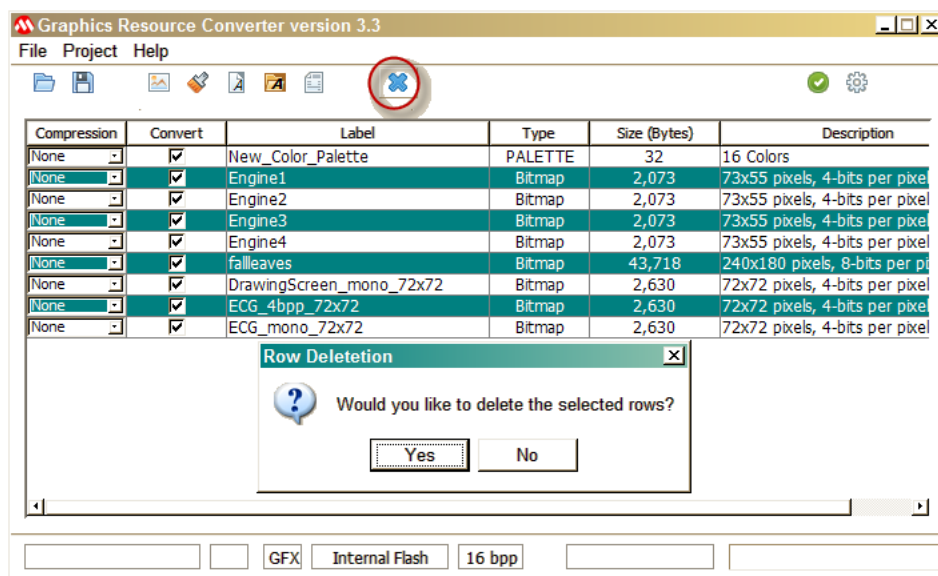 Graphics Resource Converter version 3.3
File Project Help
Compression Convert Label Type Size (Bytes) Description
None New_Color_Palette PALETTE 32 16 Colors
None Engine1 Bitmap 2,073 73x55 pixels, 4-bits per pixel
None Engine2 Bitmap 2,073 73x55 pixels, 4-bits per pixel
None Engine3 Bitmap 2,073 73x55 pixels, 4-bits per pixel
None Engine4 Bitmap 2,073 73x55 pixels, 4-bits per pixel
None fallleaves Bitmap 43,718 240x180 pixels, 8-bits per pi
None DrawingScreen_mono_72x72 Bitmap 2,630 72x72 pixels, 4-bits per pixel
None ECG_4bpp_72x72 Bitmap 2,630 72x72 pixels, 4-bits per pixel
None ECG_mono_72x72 Bitmap 2,630 72x72 pixels, 4-bits per pixel
Row Deletetion
Would you like to delete the selected rows?
Yes No
GFX Internal Flash 16 bpp